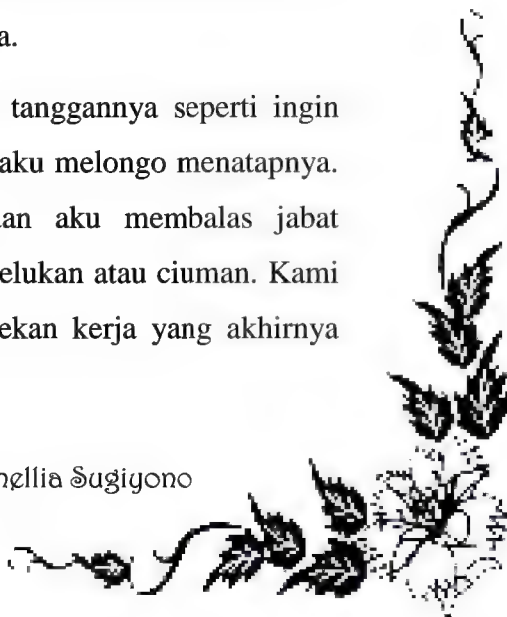 a.
tanggannya seperti ingin
aku melongo menatapnya.
an aku membalas jabat
elukan atau ciuman. Kami
ekan kerja yang akhirnya
ellia Sugiyono